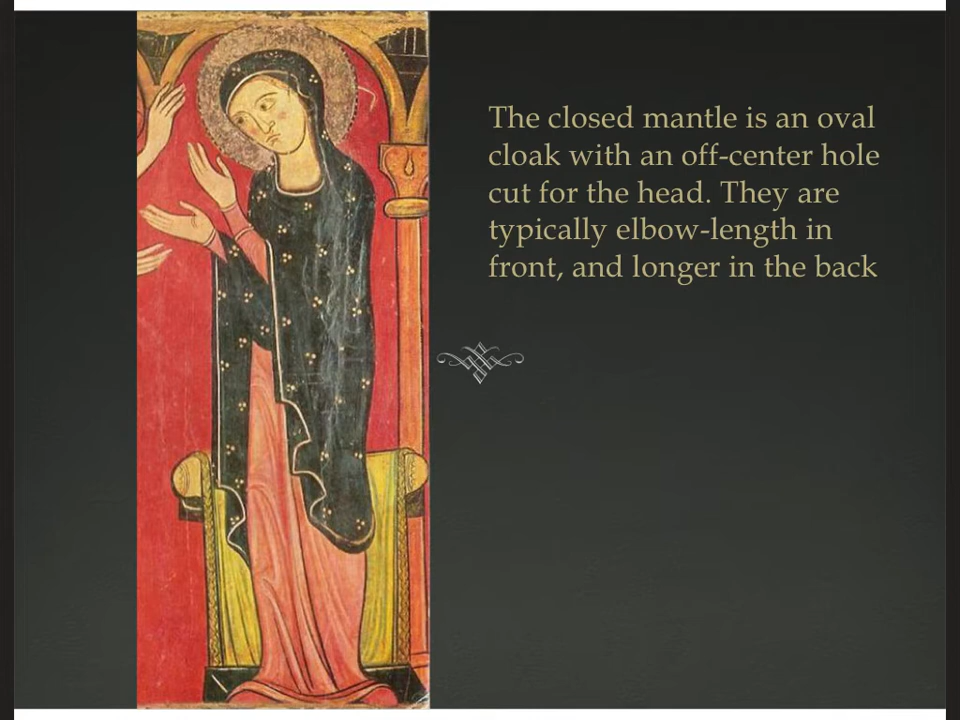 The closed mantle is an oval
cloak with an off-center hole
cut for the head. They are
typically elbow-length in
front, and longer in the back